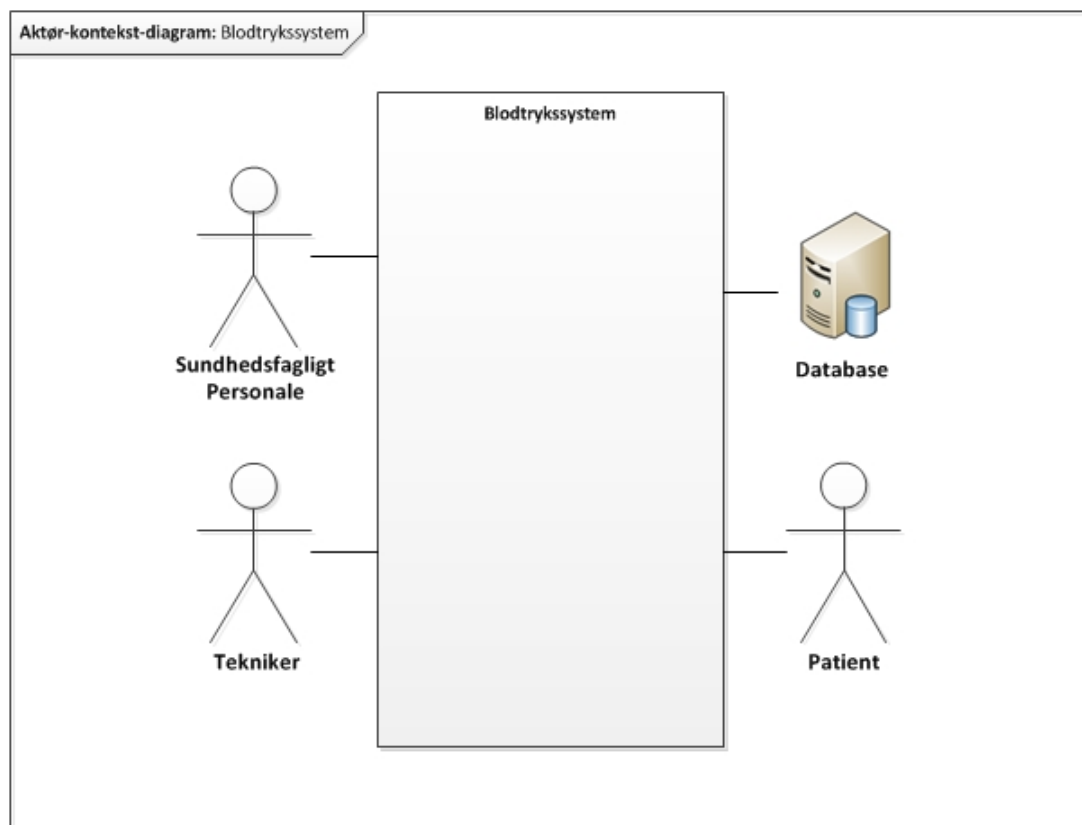 Aktør-kontekst-diagram: Blodtrykssystem
Blodtrykssystem
Sundhedsfagligt
Personale
Database
Tekniker
Patient